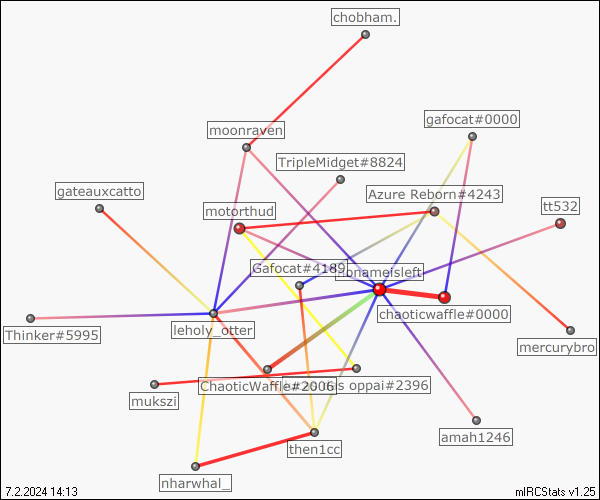 chobham.
gafocat#0000
moonraven
TripleMidget#8824
gateauxcatto
Azure Reborn#4243
motorthud
tt532
Gafocat#4189
nameisleft
chaoticwaffle#0000
leholy_otter
Thinker#5995
mercurybro
ChaoticWaffle#2006
oppai#2396
mukszi
amah1246
then1cc
nharwhal_
7.2.2024 14:13
mIRCStats v1.25